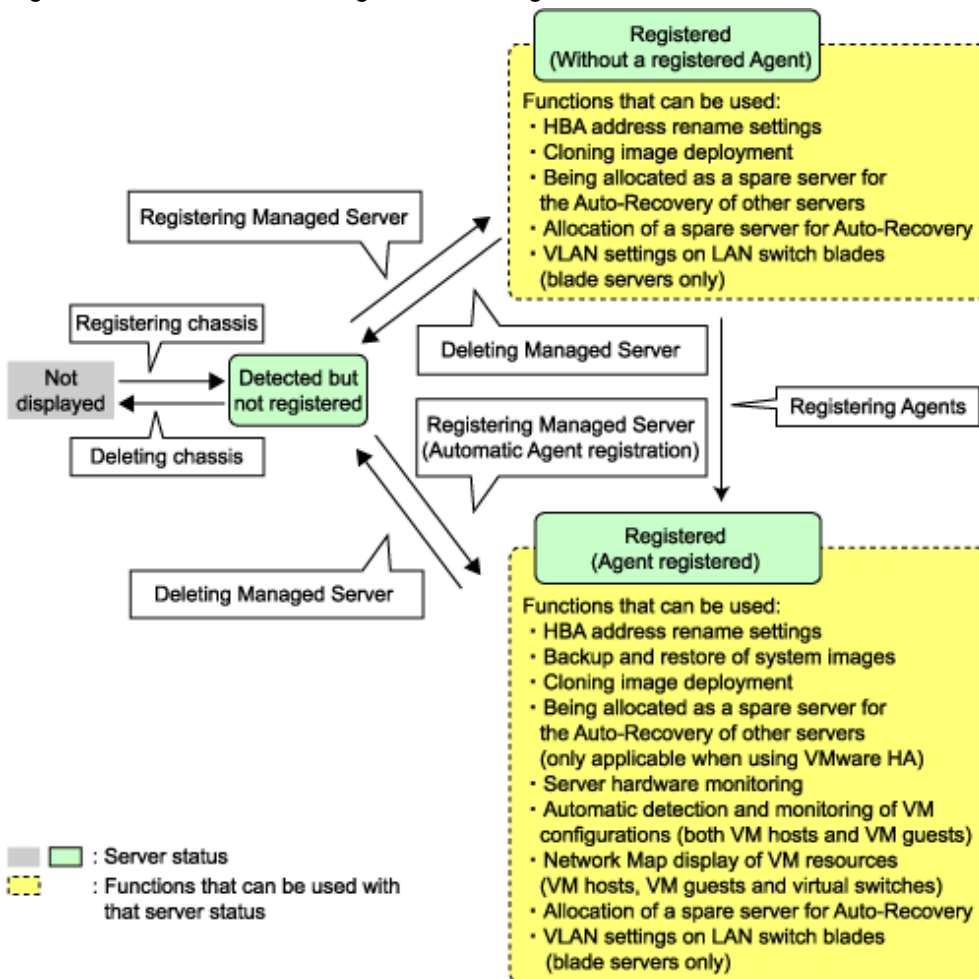 Registered
(Without a registered Agent)
Functions that can be used:
・HBA address rename settings
・Cloning image deployment
・Being allocated as a spare server for
the Auto-Recovery of other servers
・Allocation of a spare server for Auto-Recovery
・VLAN settings on LAN switch blades
(blade servers only)
Registering Managed Server
Registering chassis
Deleting Managed Server
Not
displayed
Detected but
not registered
Registering Agents
Deleting chassis
Registering Managed Server
(Automatic Agent registration)
Deleting Managed Server
Registered
(Agent registered)
Functions that can be used:
・HBA address rename settings
・Backup and restore of system images
・Cloning image deployment
・Being allocated as a spare server for
the Auto-Recovery of other servers
(only applicable when using VMware HA)
・Server hardware monitoring
・Automatic detection and monitoring of VM
configurations (both VM hosts and VM guests)
・Network Map display of VM resources
(VM hosts, VM guests and virtual switches)
・Allocation of a spare server for Auto-Recovery
・VLAN settings on LAN switch blades
(blade servers only)
: Server status
: Functions that can be used with
that server status